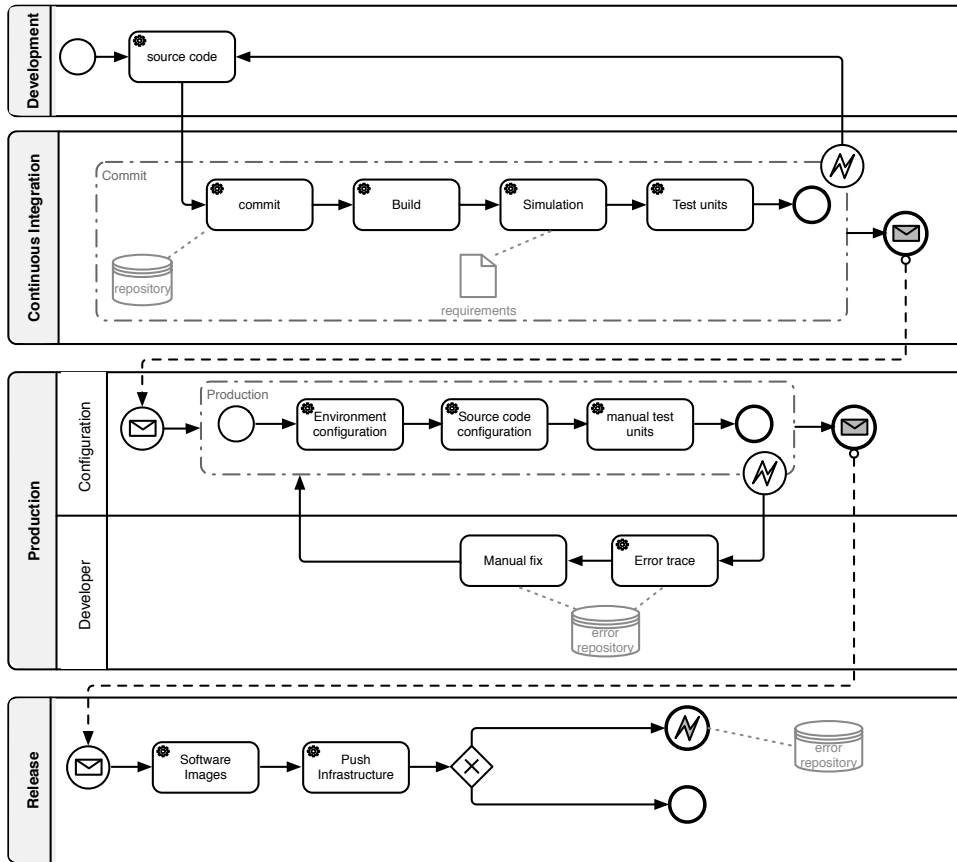 Development
source code
Continuous Integration
Commit
commit
Build
Simulation
Test units
repository
requirements
Production
Configuration
Production
Environment
configuration
Source code
configuration
manual test
units
Developer
Manual fix
Error trace
error
repository
Release
Software
Images
Push
Infrastructure
error
repository